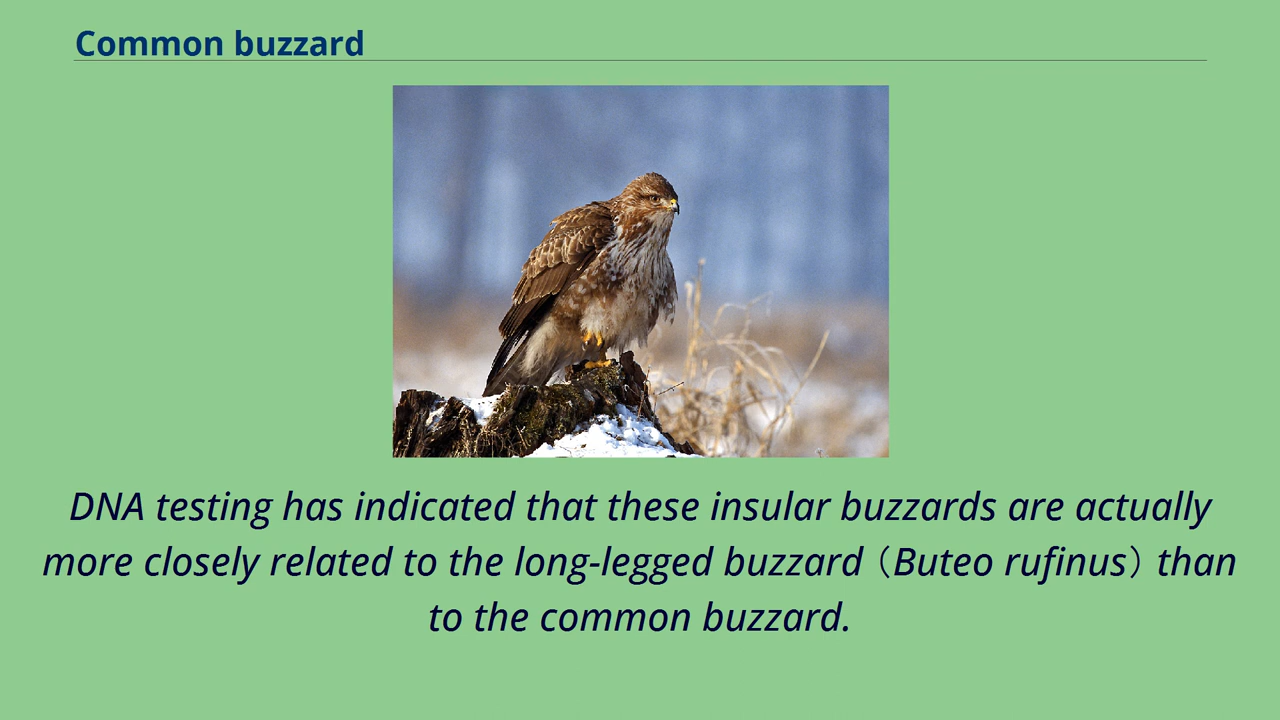 Common buzzard
DNA testing has indicated that these insular buzzards are actually
more closely related to the long-legged buzzard（Buteo rufinus）than
to the common buzzard.